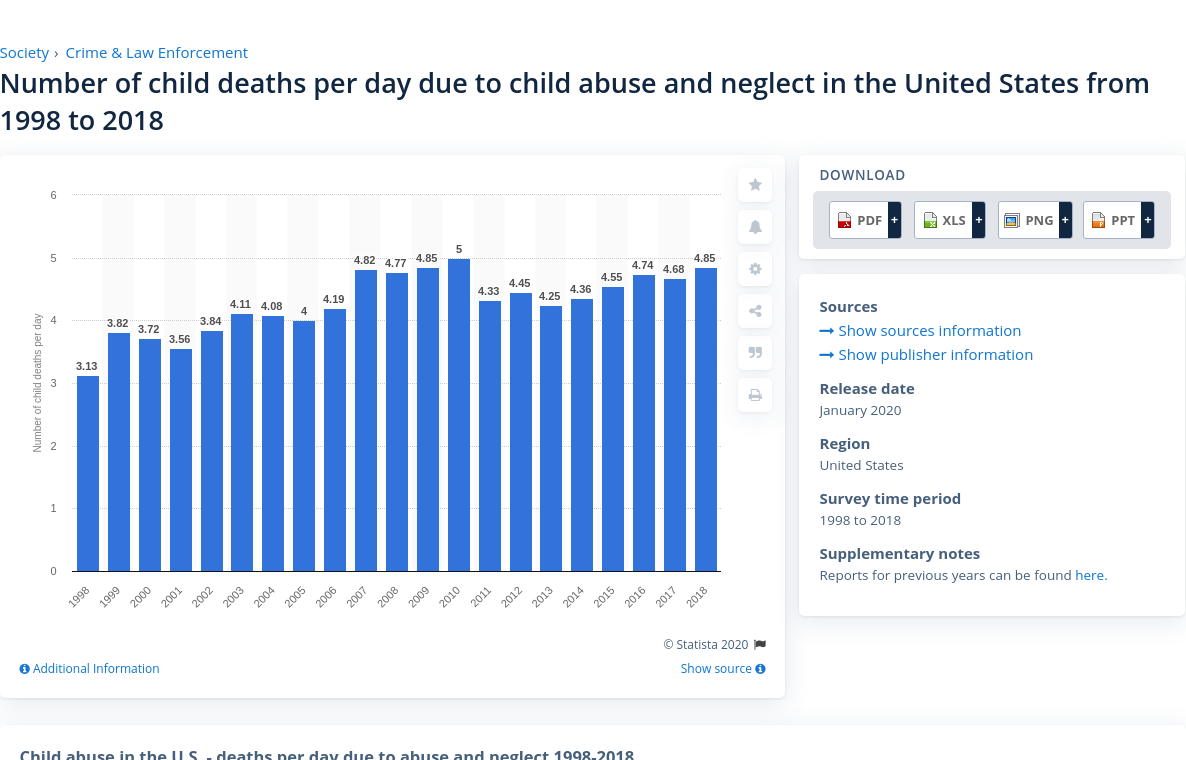 Society › Crime & Law Enforcement
Number of child deaths per day due to child abuse and neglect in the United States from
1998 to 2018
6
5
4
3
2
1
0
Number of child deaths per day
3.13
3.82
3.72
3.56
3.84
4.11
4.08
4
4.19
4.82
4.77
4.85
5
4.33
4.45
4.25
4.36
4.55
4.74
4.68
4.85
1998
1999
2000
2001
2002
2003
2004
2005
2006
2007
2008
2009
2010
2011
2012
2013
2014
2015
2016
2017
2018
© Statista 2020
Additional Information
Show source
DOWNLOAD
PDF + XLS + PNG + PPT +
Sources
Show sources information
Show publisher information
Release date
January 2020
Region
United States
Survey time period
1998 to 2018
Supplementary notes
Reports for previous years can be found here.
Child abuse in the U.S. - deaths per day due to abuse and neglect 1998-2018